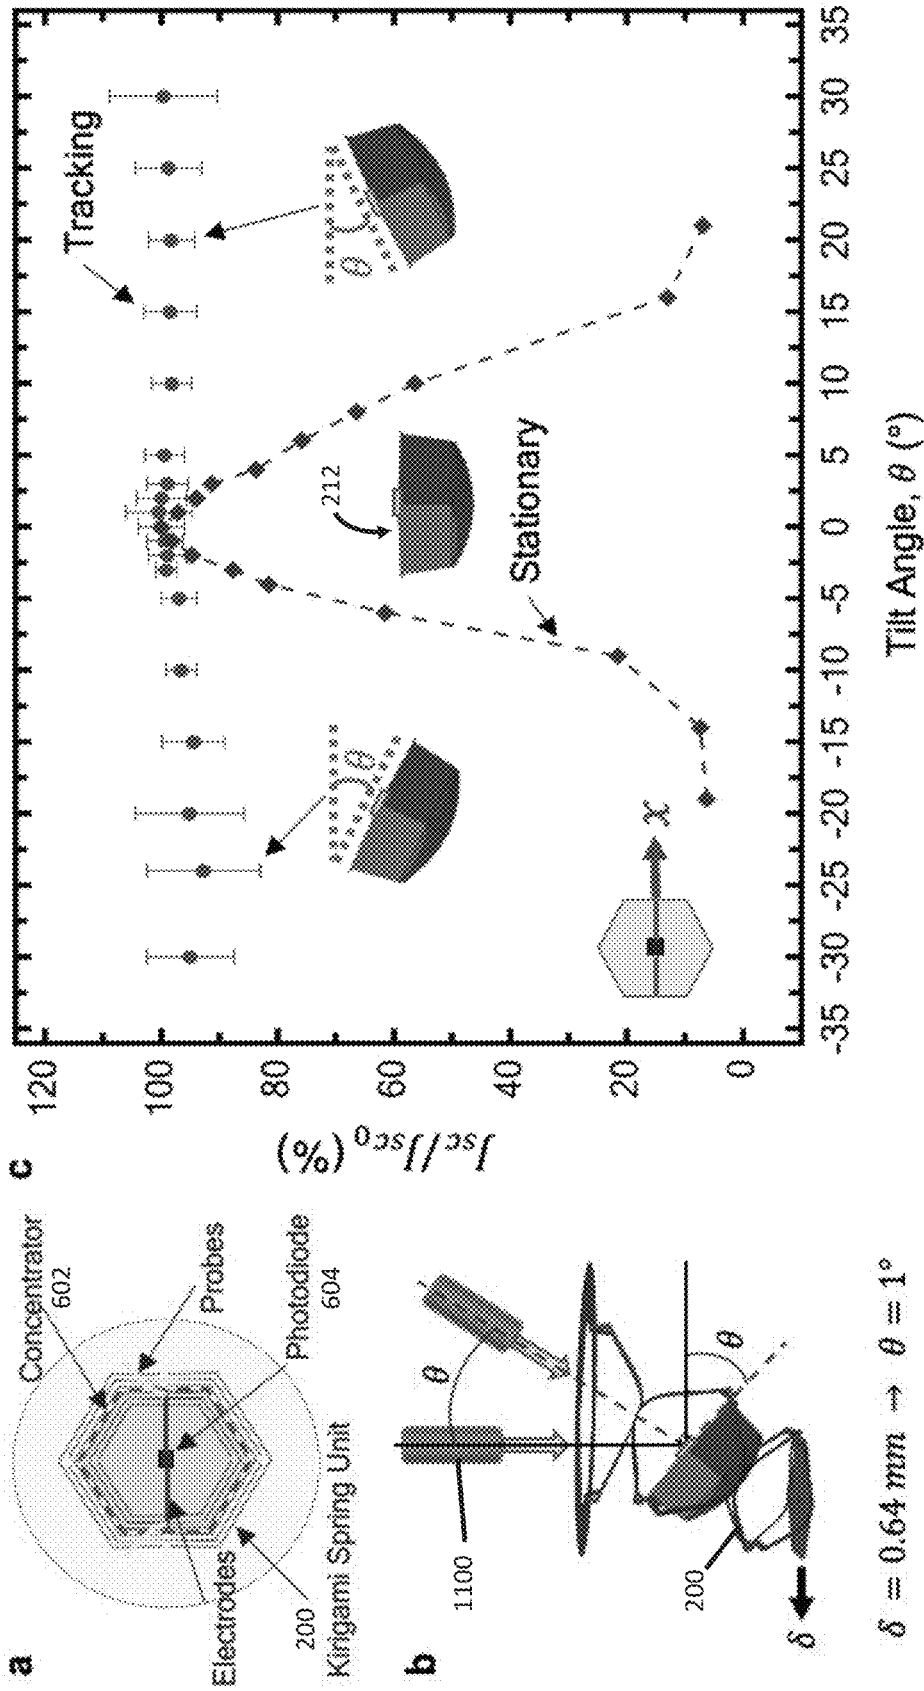 a
Concentrator
602
Probes
Photodiode
604
Electrodes
200
Kirigami Spring Unit
b
1100
θ
θ
200
δ
δ = 0.64 mm → θ = 1°
c
Jsc/Jsc₀ (%)
120
100
80
60
40
20
0
Tracking
θ
θ
212
Stationary
x
-35 -30 -25 -20 -15 -10 -5 0 5 10 15 20 25 30 35
Tilt Angle, θ (°)